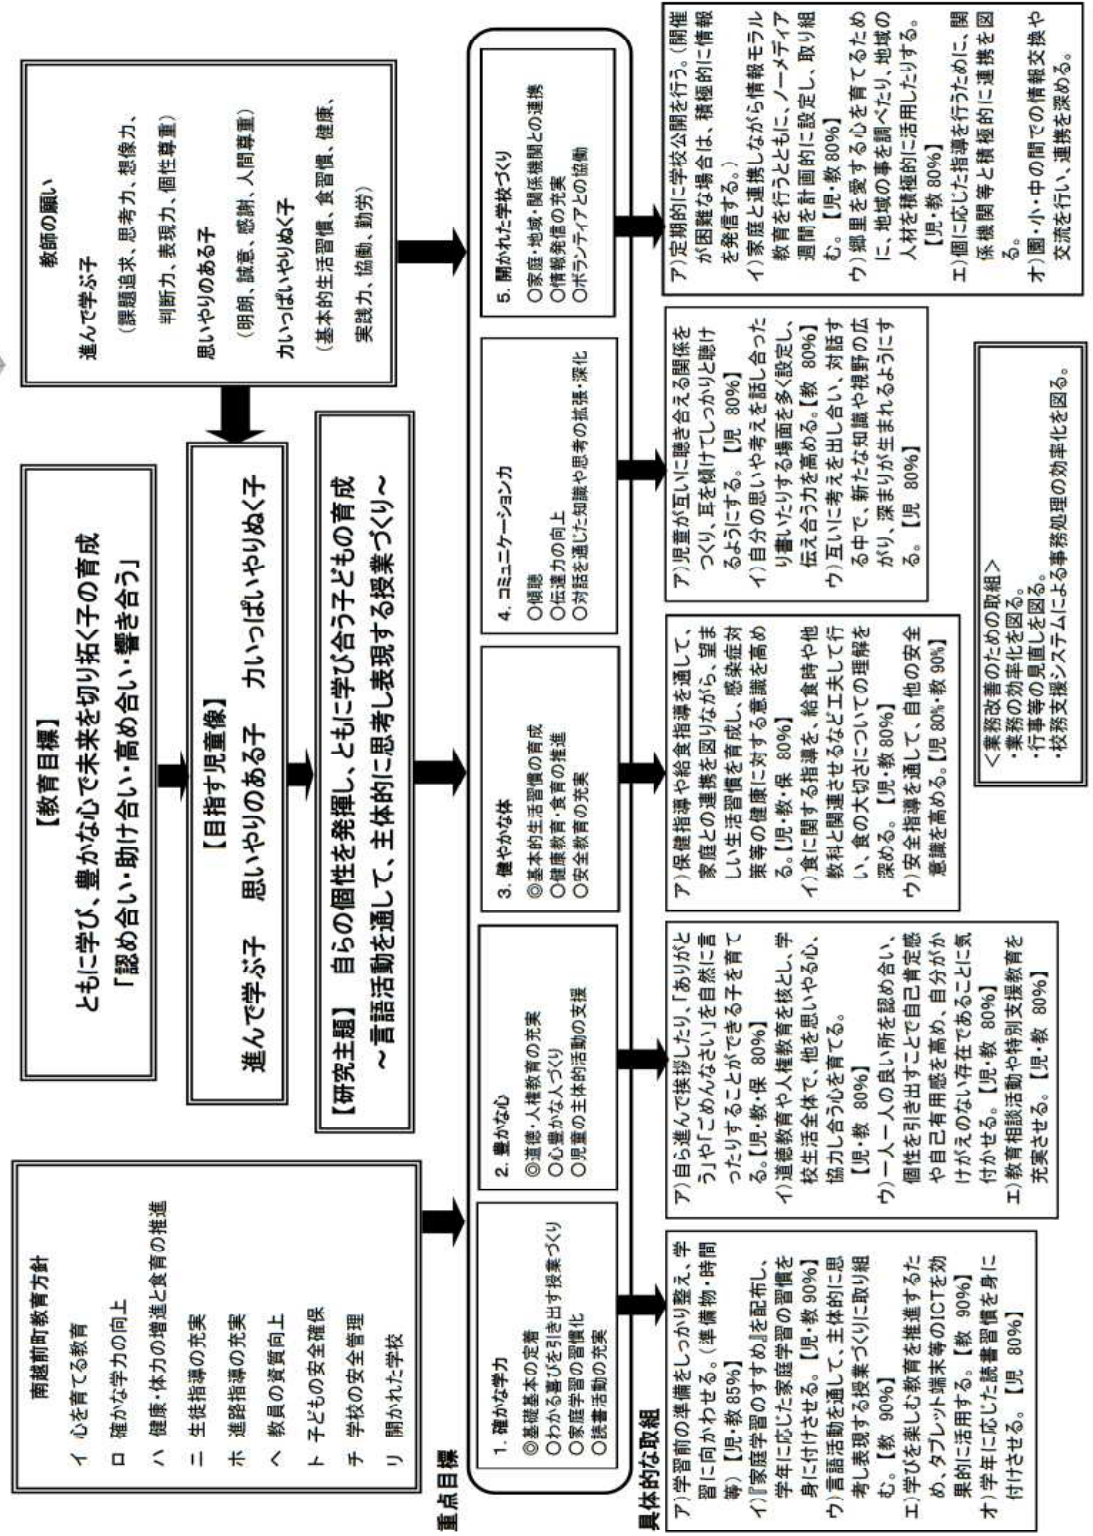 南越前町教育方針
イ 心を育てる教育
ロ 確かな学力の向上
ハ 健康・体力の増進と食育の推進
ニ 生徒指導の充実
ホ 進路指導の充実
ヘ 教員の資質向上
ト 子どもの安全確保
チ 学校の安全管理
リ 開かれた学校
【教育目標】
ともに学び、豊かな心で未来を切り拓く子の育成
「認め合い・助け合い・高め合い・響き合う」
【目指す児童像】
進んで学ぶ子 思いやりのある子 力いっぱいやりぬく子
【研究主題】 自らの個性を発揮し、ともに学び合う子どもの育成
～言語活動を通して、主体的に思考し表現する授業づくり～
教師の願い
進んで学ぶ子
(課題追求、思考力、想像力、
判断力、表現力、個性尊重)
思いやりのある子
(明朗、誠意、感謝、人間尊重)
力いっぱいやりぬく子
(基本的生活習慣、食習慣、健康、
実践力、協働、勤労)
重点目標
1. 確かな学力
◎基礎基本の定着
○わかる喜びを引き出す授業づくり
○家庭学習の習慣化
○読書活動の充実
2. 豊かな心
◎道徳・人権教育の充実
○心豊かな人づくり
○児童の主体的活動の支援
3. 健やかな体
◎基本的生活習慣の育成
○健康教育・食育の推進
○安全教育の充実
4. コミュニケーション力
○傾聴
○伝達力の向上
○対話を通じた知識や思考の拡張・深化
5. 開かれた学校づくり
○家庭・地域・関係機関との連携
○情報発信の充実
○ボランティアとの協働
具体的な取組
ア)学習前の準備をしっかり整え、学
習に向かわせる。(準備物・時間
等)【児・教 85%】
イ)『家庭学習のすすめ』を配布し、
学年に応じた家庭学習の習慣を
身に付けさせる。【児・教 90%】
ウ)言語活動を通して、主体的に思
考し表現する授業づくりに取り組
む。【教 90%】
エ)学びを楽しむ教育を推進するた
め、タブレット端末等のICTを効
果的に活用する。【教 90%】
オ)学年に応じた読書習慣を身に
付けさせる。【児 80%】
ア)自ら進んで挨拶したり、「ありがと
う」や「ごめんなさい」を自然に言
ったりすることができる子を育て
る。【児・教・保 80%】
イ)道徳教育や人権教育を核とし、学
校生活全体で、他を思いやる心、
協力し合う心を育てる。
【児・教 80%】
ウ)一人一人の良い所を認め合い、
個性を引き出すことで自己肯定感
や自己有用感を高め、自分がか
けがえのない存在であることに気
付かせる。【児・教 80%】
エ)教育相談活動や特別支援教育を
充実させる。【児・教 80%】
ア)保健指導や給食指導を通して、
家庭との連携を図りながら、望ま
しい生活習慣を育成し、感染症対
策等の健康に対する意識を高め
る。【児・教・保 80%】
イ)食に関する指導を、給食時や他
教科と関連させるなど工夫して行
い、食の大切さについての理解を
深める。【児・教 80%】
ウ)安全指導を通して、自他の安全
意識を高める。【児 80%・教 90%】
ア)児童が互いに聴き合える関係を
つくり、耳を傾けてしっかりと聴け
るようにする。【児 80%】
イ)自分の思いや考えを話し合った
り書いたりする場面を多く設定し、
伝え合う力を高める。【教 80%】
ウ)互いに考えを出し合い、対話す
る中で、新たな知識や視野の広
がり、深まりが生まれるようにす
る。【児 80%】
ア)定期的に学校公開を行う。(開催
が困難な場合は、積極的に情報
を発信する。)
イ)家庭と連携しながら情報モラル
教育を行うとともに、ノーメディア
週間を計画的に設定し、取り組
む。【児・教 80%】
ウ)郷里を愛する心を育てるため
に、地域の事を調べたり、地域の
人材を積極的に活用したりする。
【児・教 80%】
エ)個に応じた指導を行うために、関
係機関等と積極的に連携を図
る。
オ)園・小・中の間での情報交換や
交流を行い、連携を深める。
＜業務改善のための取組＞
・業務の効率化を図る。
・行事等の見直しを図る。
・校務支援システムによる事務処理の効率化を図る。